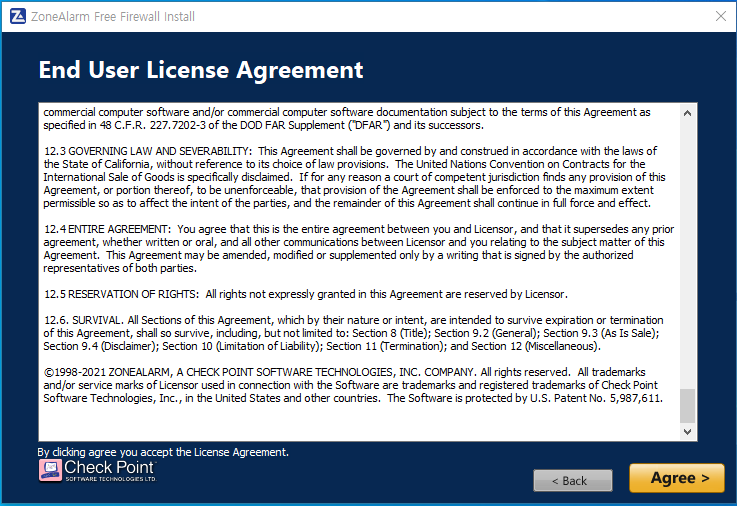 ZoneAlarm Free Firewall Install
End User License Agreement
commercial computer software and/or commercial computer software documentation subject to the terms of this Agreement as
specified in 48 C.F.R. 227.7202-3 of the DOD FAR Supplement ("DFAR") and its successors.
12.3 GOVERNING LAW AND SEVERABILITY: This Agreement shall be governed by and construed in accordance with the laws of
the State of California, without reference to its choice of law provisions. The United Nations Convention on Contracts for the
International Sale of Goods is specifically disclaimed. If for any reason a court of competent jurisdiction finds any provision of this
Agreement, or portion thereof, to be unenforceable, that provision of the Agreement shall be enforced to the maximum extent
permissible so as to affect the intent of the parties, and the remainder of this Agreement shall continue in full force and effect.
12.4 ENTIRE AGREEMENT: You agree that this is the entire agreement between you and Licensor, and that it supersedes any prior
agreement, whether written or oral, and all other communications between Licensor and you relating to the subject matter of this
Agreement. This Agreement may be amended, modified or supplemented only by a writing that is signed by the authorized
representatives of both parties.
12.5 RESERVATION OF RIGHTS: All rights not expressly granted in this Agreement are reserved by Licensor.
12.6. SURVIVAL. All Sections of this Agreement, which by their nature or intent, are intended to survive expiration or termination
of this Agreement, shall so survive, including, but not limited to: Section 8 (Title); Section 9.2 (General); Section 9.3 (As Is Sale);
Section 9.4 (Disclaimer); Section 10 (Limitation of Liability); Section 11 (Termination); and Section 12 (Miscellaneous).
©1998-2021 ZONEALARM, A CHECK POINT SOFTWARE TECHNOLOGIES, INC. COMPANY. All rights reserved. All trademarks
and/or service marks of Licensor used in connection with the Software are trademarks and registered trademarks of Check Point
Software Technologies, Inc., in the United States and other countries. The Software is protected by U.S. Patent No. 5,987,611.
By clicking agree you accept the License Agreement.
Check Point
SOFTWARE TECHNOLOGIES LTD.
< Back
Agree >